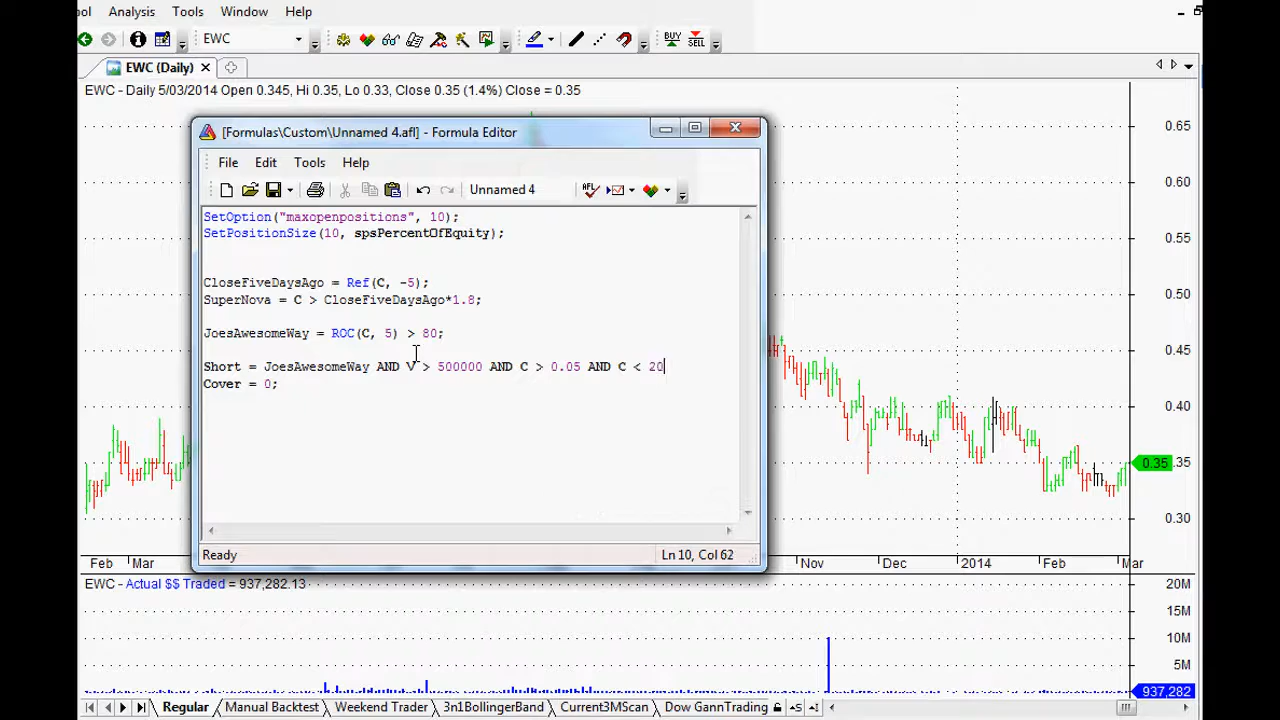 ool Analysis Tools Window Help
EWC BUY SELL
EWC (Daily)
EWC - Daily 5/03/2014 Open 0.345, Hi 0.35, Lo 0.33, Close 0.35 (1.4%) Close = 0.35
[Formulas\Custom\Unnamed 4.afl] - Formula Editor
File Edit Tools Help
Unnamed 4 AFL
SetOption("maxopenpositions", 10);
SetPositionSize(10, spsPercentOfEquity);
CloseFiveDaysAgo = Ref(C, -5);
SuperNova = C > CloseFiveDaysAgo*1.8;
JoesAwesomeWay = ROC(C, 5) > 80;
Short = JoesAwesomeWay AND V > 500000 AND C > 0.05 AND C < 20
Cover = 0;
Ready Ln 10, Col 62
0.65
0.60
0.55
0.50
0.45
0.40
0.35
0.35
0.30
Feb Mar Nov Dec 2014 Feb Mar
EWC - Actual $$ Traded = 937,282.13
20M
15M
10M
5M
937,282
Regular Manual Backtest Weekend Trader 3n1BollingerBand Current3MScan Dow GannTrading